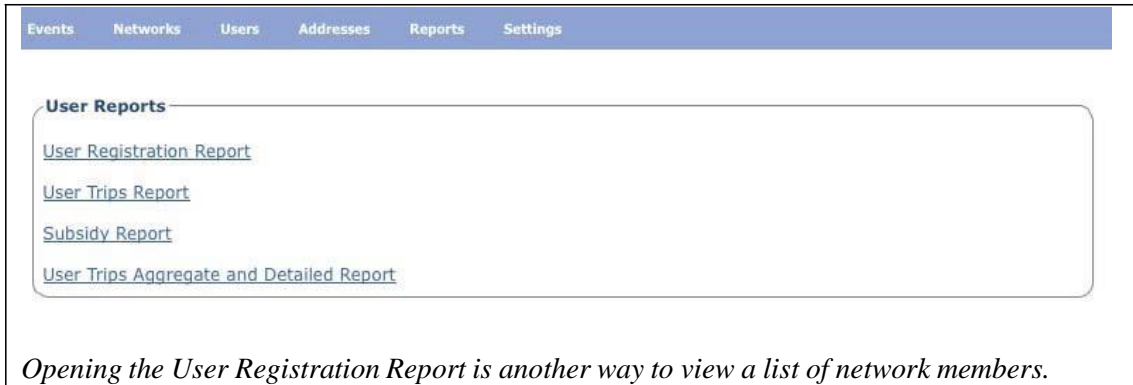 Events Networks Users Addresses Reports Settings
User Reports
User Registration Report
User Trips Report
Subsidy Report
User Trips Aggregate and Detailed Report
Opening the User Registration Report is another way to view a list of network members.